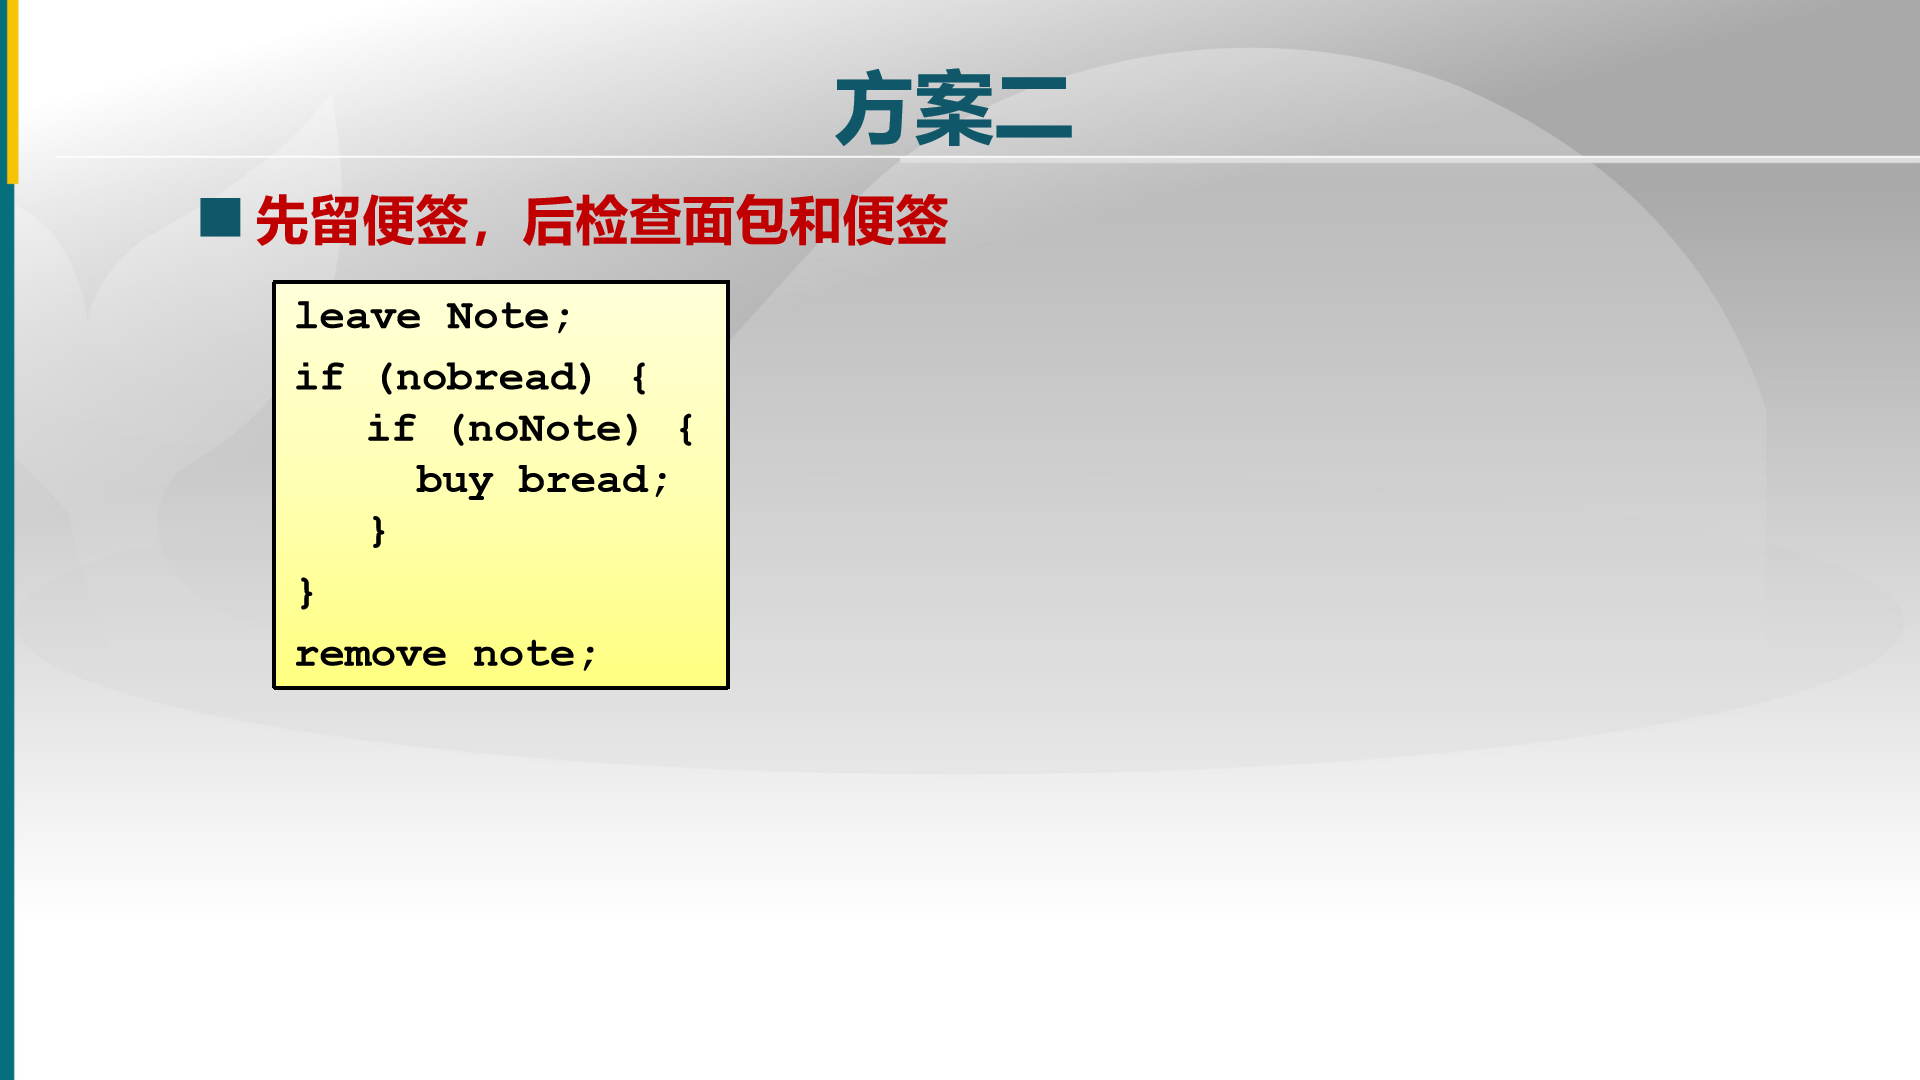 方案二
先留便签，后检查面包和便签
leave Note;
if (nobread) {
if (noNote) {
buy bread;
}
}
remove note;